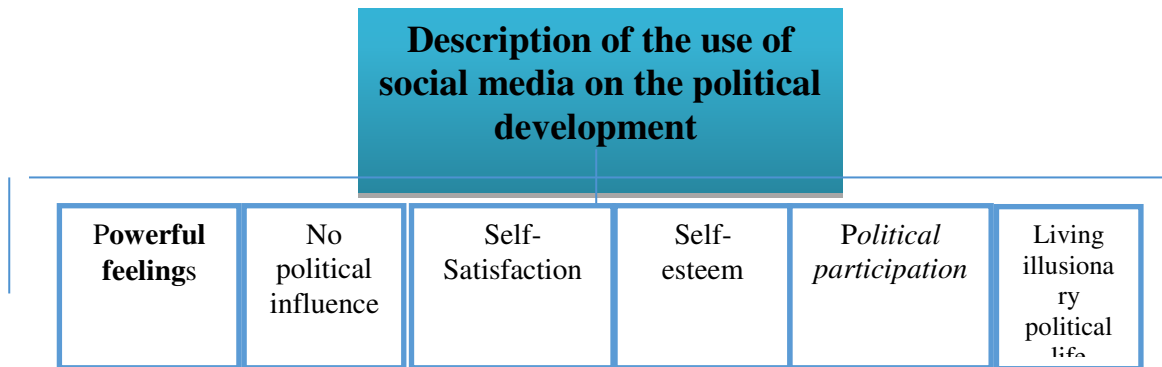 Description of the use of
social media on the political
development
Powerful
feelings
No
political
influence
Self-
Satisfaction
Self-
esteem
Political
participation
Living
illusiona
ry
political
life